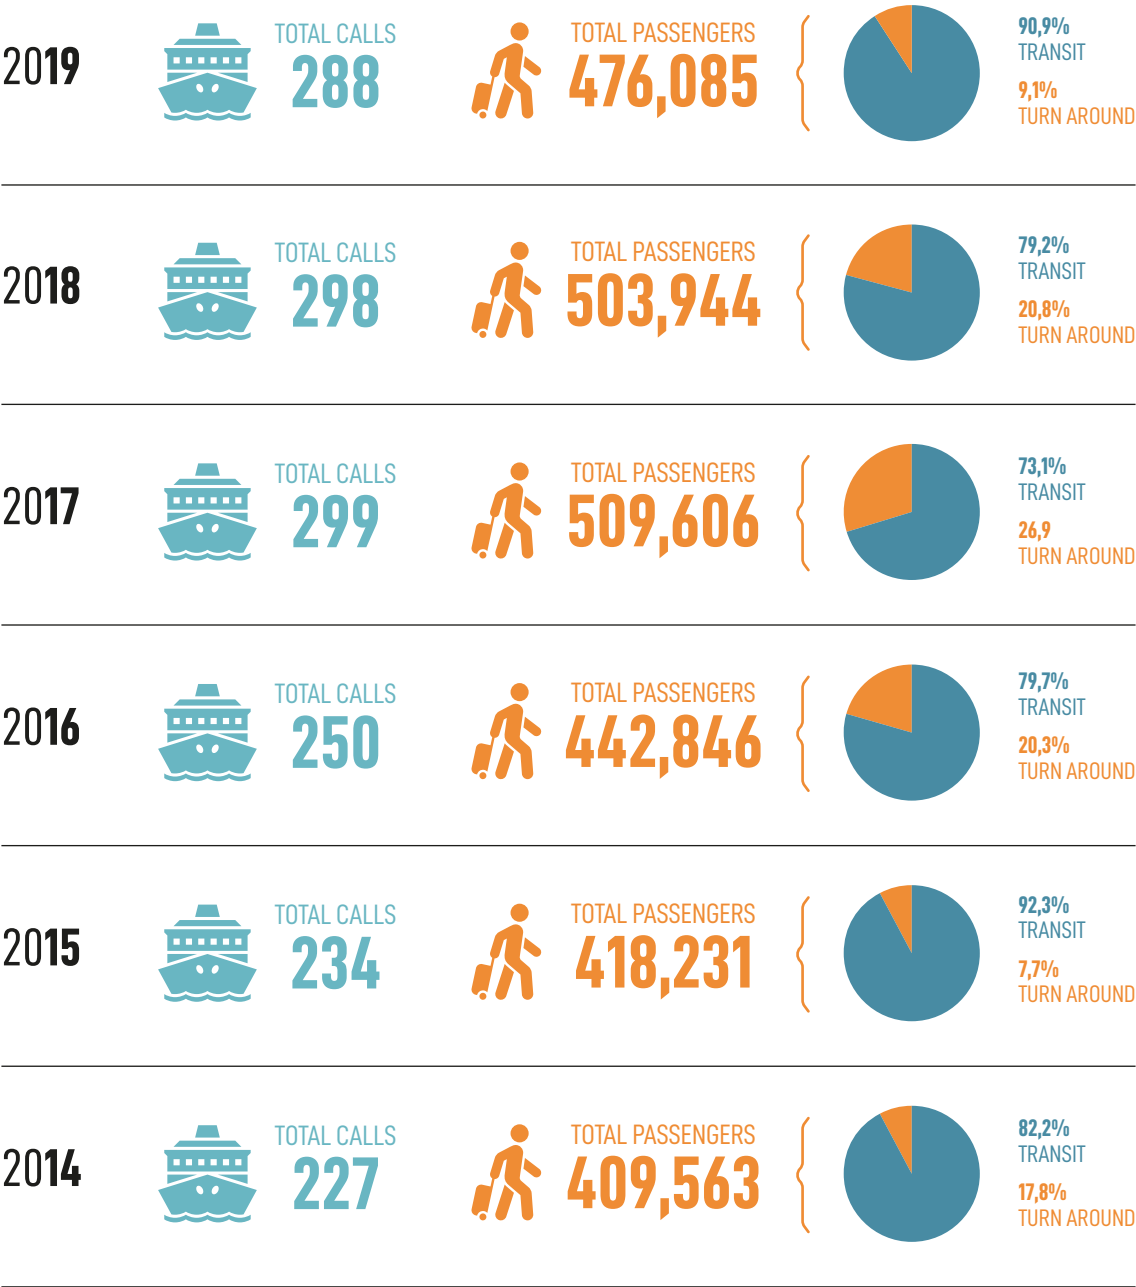 2019
TOTAL CALLS
288
TOTAL PASSENGERS
476,085
90,9%
TRANSIT
9,1%
TURN AROUND
2018
TOTAL CALLS
298
TOTAL PASSENGERS
503,944
79,2%
TRANSIT
20,8%
TURN AROUND
2017
TOTAL CALLS
299
TOTAL PASSENGERS
509,606
73,1%
TRANSIT
26,9
TURN AROUND
2016
TOTAL CALLS
250
TOTAL PASSENGERS
442,846
79,7%
TRANSIT
20,3%
TURN AROUND
2015
TOTAL CALLS
234
TOTAL PASSENGERS
418,231
92,3%
TRANSIT
7,7%
TURN AROUND
2014
TOTAL CALLS
227
TOTAL PASSENGERS
409,563
82,2%
TRANSIT
17,8%
TURN AROUND